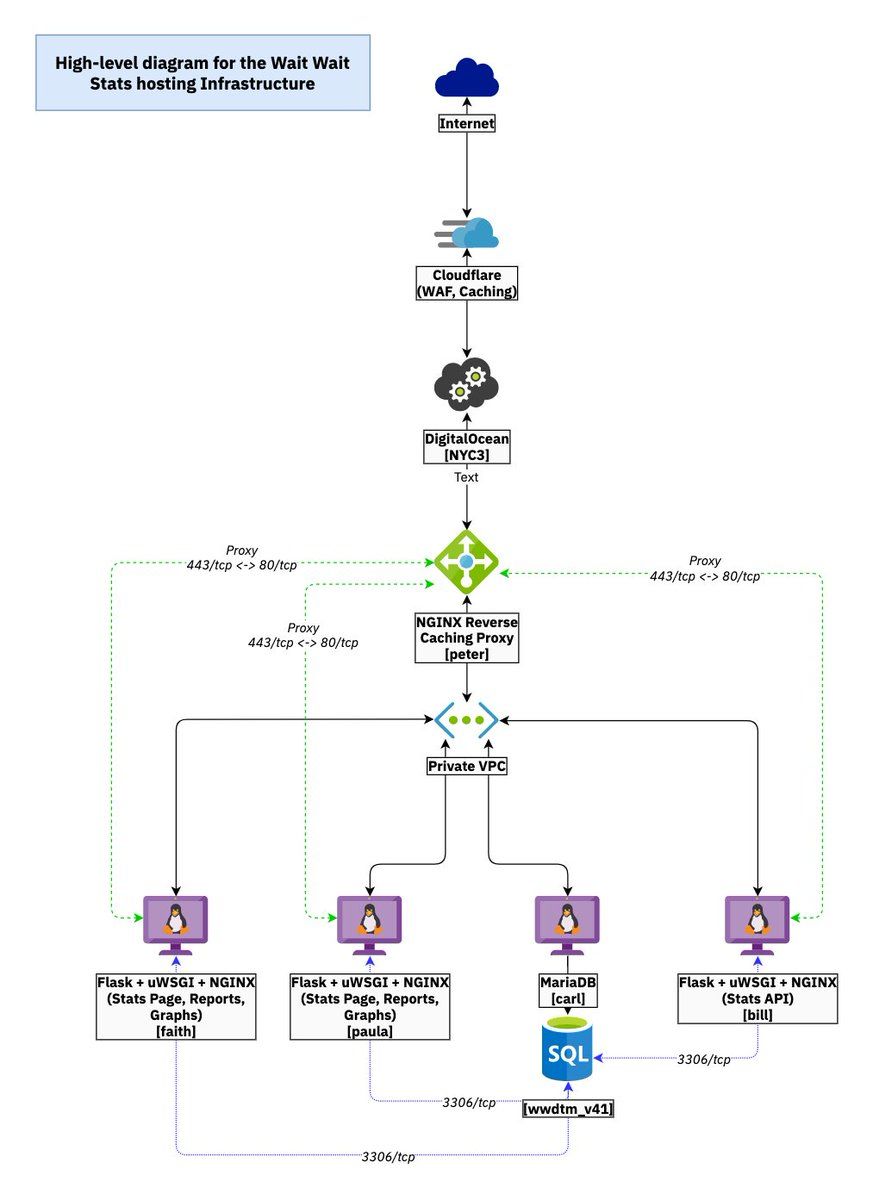 High-level diagram for the Wait Wait
Stats hosting Infrastructure
Internet
Cloudflare
(WAF, Caching)
DigitalOcean
[NYC3]
Text
Proxy
443/tcp <-> 80/tcp
Proxy
443/tcp <-> 80/tcp
Proxy
443/tcp <-> 80/tcp
NGINX Reverse
Caching Proxy
[peter]
Private VPC
Flask + uWSGI + NGINX
(Stats Page, Reports,
Graphs)
[faith]
Flask + uWSGI + NGINX
(Stats Page, Reports,
Graphs)
[paula]
MariaDB
[carl]
Flask + uWSGI + NGINX
(Stats API)
[bill]
SQL
3306/tcp
3306/tcp
[wwdtm_v41]
3306/tcp